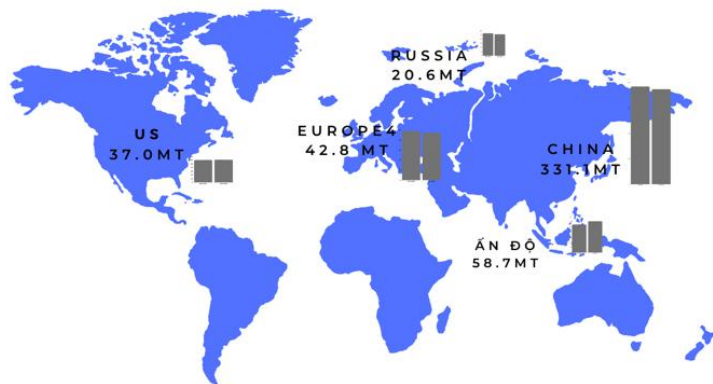 RUSSIA
20.6MT
US
37.0MT
EUROPE4
42.8 MT
CHINA
331.1MT
ẤN ĐỘ
58.7MT